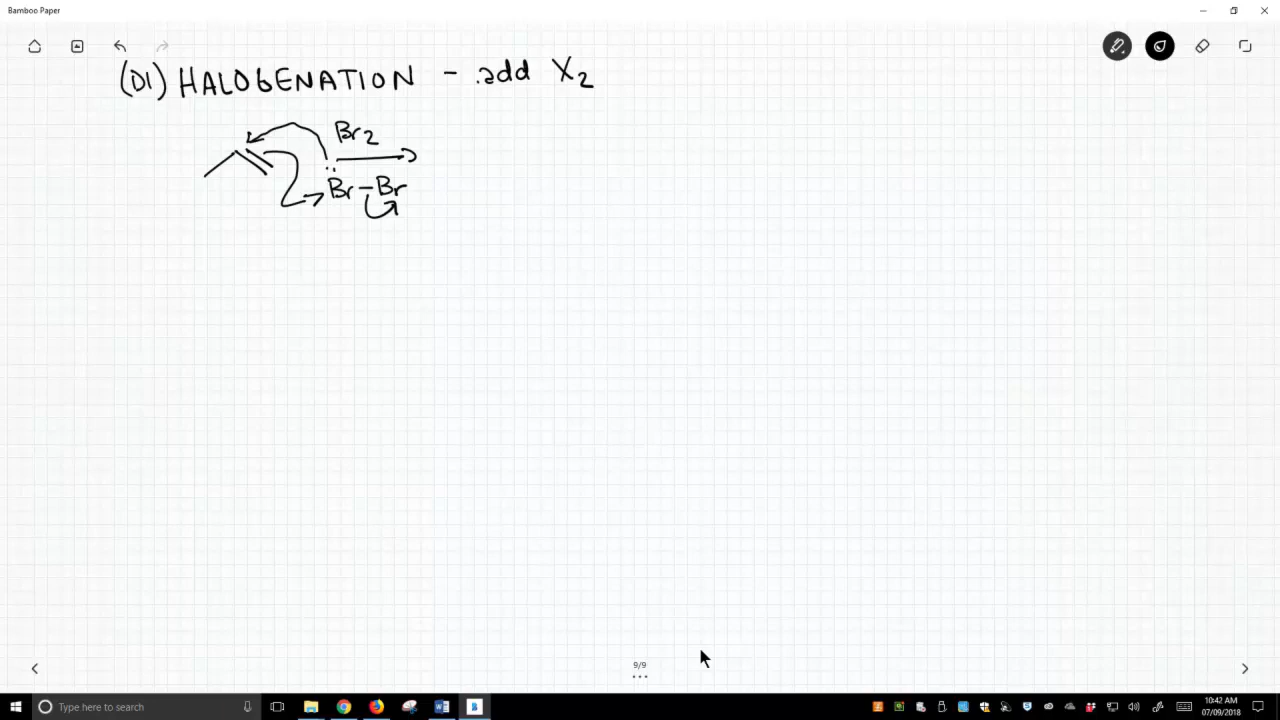 Bamboo Paper
(DI) HALOGENATION - add X2
Br2
Br-Br
9/9
Type here to search
10:42 AM
07/09/2018